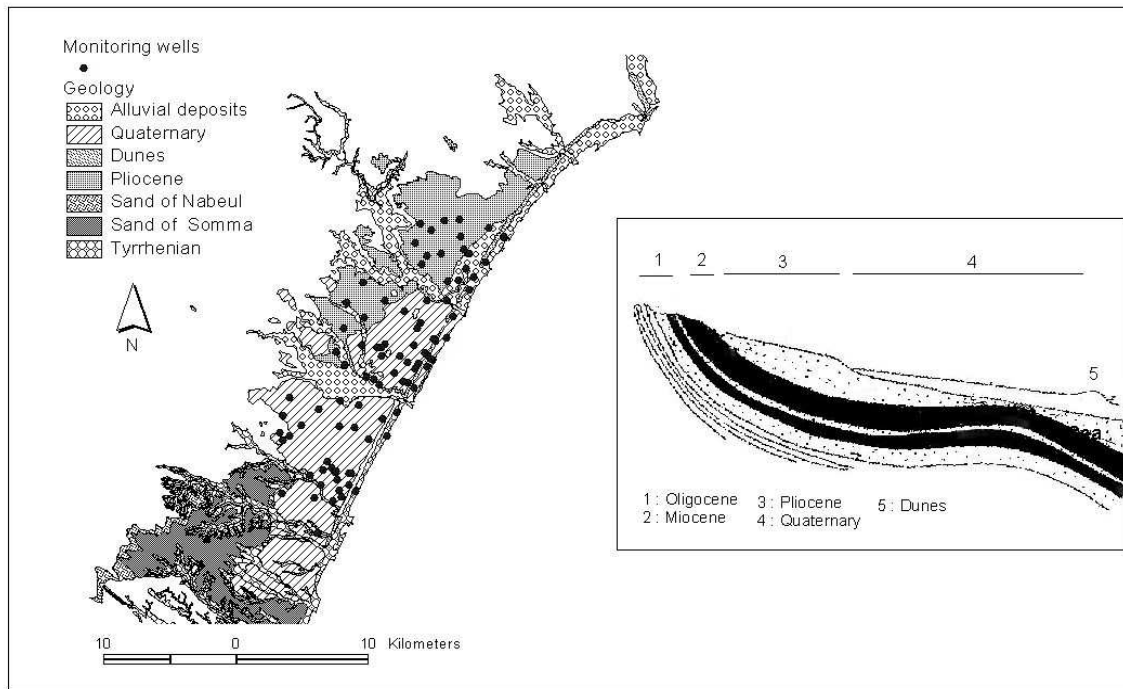 Monitoring wells
Geology
Alluvial deposits
Quaternary
Dunes
Pliocene
Sand of Nabeul
Sand of Somma
Tyrrhenian
N
10 0 10 Kilometers
1 2 3 4
5
1 : Oligocene 3 : Pliocene 5 : Dunes
2 : Miocene 4 : Quaternary